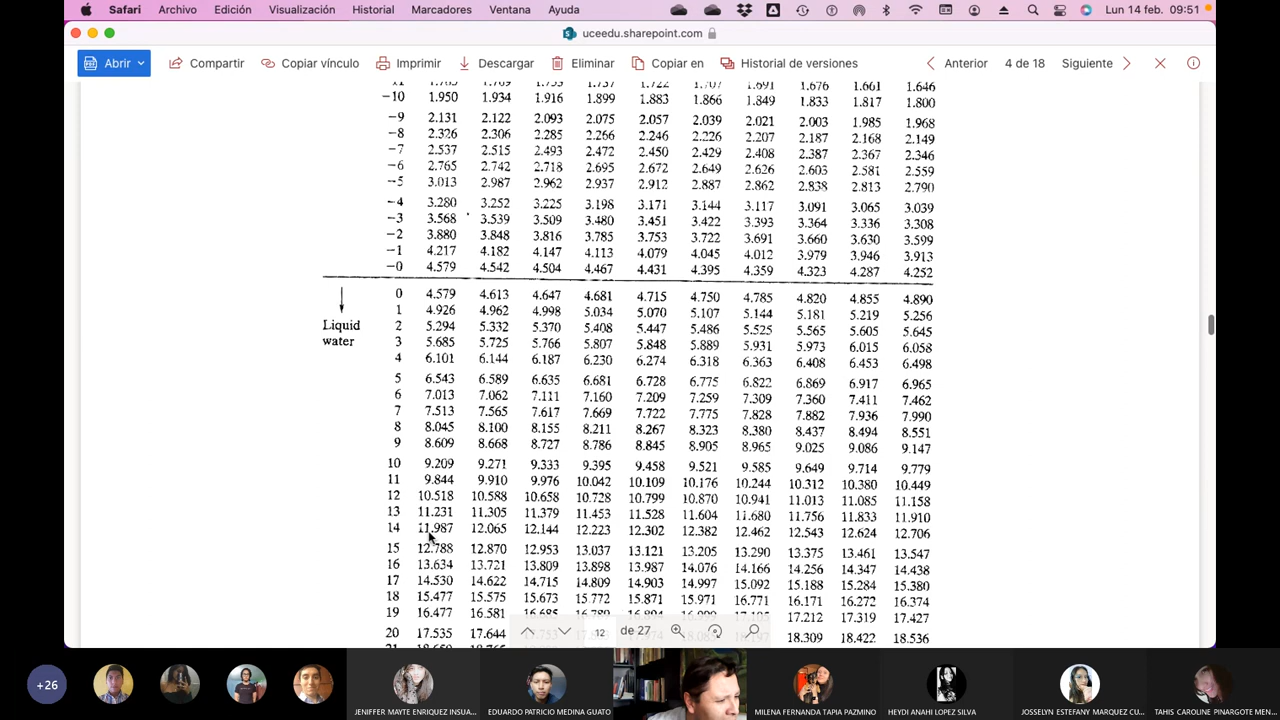 Safari Archivo Edición Visualización Historial Marcadores Ventana Ayuda Lun 14 feb. 09:51
uceedu.sharepoint.com
Abrir Compartir Copiar vínculo Imprimir Descargar Eliminar Copiar en Historial de versiones Anterior 4 de 18 Siguiente
1.691 1.676 1.661 1.646
−10 1.950 1.934 1.916 1.899 1.883 1.866 1.849 1.833 1.817 1.800
−9 2.131 2.122 2.093 2.075 2.057 2.039 2.021 2.003 1.985 1.968
−8 2.326 2.306 2.285 2.266 2.246 2.226 2.207 2.187 2.168 2.149
−7 2.537 2.515 2.493 2.472 2.450 2.429 2.408 2.387 2.367 2.346
−6 2.765 2.742 2.718 2.695 2.672 2.649 2.626 2.603 2.581 2.559
−5 3.013 2.987 2.962 2.937 2.912 2.887 2.862 2.838 2.813 2.790
−4 3.280 3.252 3.225 3.198 3.171 3.144 3.117 3.091 3.065 3.039
−3 3.568 3.539 3.509 3.480 3.451 3.422 3.393 3.364 3.336 3.308
−2 3.880 3.848 3.816 3.785 3.753 3.722 3.691 3.660 3.630 3.599
−1 4.217 4.182 4.147 4.113 4.079 4.045 4.012 3.979 3.946 3.913
−0 4.579 4.542 4.504 4.467 4.431 4.395 4.359 4.323 4.287 4.252
0 4.579 4.613 4.647 4.681 4.715 4.750 4.785 4.820 4.855 4.890
1 4.926 4.962 4.998 5.034 5.070 5.107 5.144 5.181 5.219 5.256
Liquid 2 5.294 5.332 5.370 5.408 5.447 5.486 5.525 5.565 5.605 5.645
water 3 5.685 5.725 5.766 5.807 5.848 5.889 5.931 5.973 6.015 6.058
4 6.101 6.144 6.187 6.230 6.274 6.318 6.363 6.408 6.453 6.498
5 6.543 6.589 6.635 6.681 6.728 6.775 6.822 6.869 6.917 6.965
6 7.013 7.062 7.111 7.160 7.209 7.259 7.309 7.360 7.411 7.462
7 7.513 7.565 7.617 7.669 7.722 7.775 7.828 7.882 7.936 7.990
8 8.045 8.100 8.155 8.211 8.267 8.323 8.380 8.437 8.494 8.551
9 8.609 8.668 8.727 8.786 8.845 8.905 8.965 9.025 9.086 9.147
10 9.209 9.271 9.333 9.395 9.458 9.521 9.585 9.649 9.714 9.779
11 9.844 9.910 9.976 10.042 10.109 10.176 10.244 10.312 10.380 10.449
12 10.518 10.588 10.658 10.728 10.799 10.870 10.941 11.013 11.085 11.158
13 11.231 11.305 11.379 11.453 11.528 11.604 11.680 11.756 11.833 11.910
14 11.987 12.065 12.144 12.223 12.302 12.382 12.462 12.543 12.624 12.706
15 12.788 12.870 12.953 13.037 13.121 13.205 13.290 13.375 13.461 13.547
16 13.634 13.721 13.809 13.898 13.987 14.076 14.166 14.256 14.347 14.438
17 14.530 14.622 14.715 14.809 14.903 14.997 15.092 15.188 15.284 15.380
18 15.477 15.575 15.673 15.772 15.871 15.971 16.771 16.171 16.272 16.374
19 16.477 16.581 16.685 17.212 17.319 17.427
20 17.535 17.644 18.309 18.422 18.536
12 de 27
+26
JENIFFER MAYTE ENRIQUEZ INSUA... EDUARDO PATRICIO MEDINA GUATO MILENA FERNANDA TAPIA PAZMINO HEYDI ANAHI LOPEZ SILVA JOSSELYN ESTEFANY MARQUEZ CU... TAHIS CAROLINE PINARGOTE MEN...